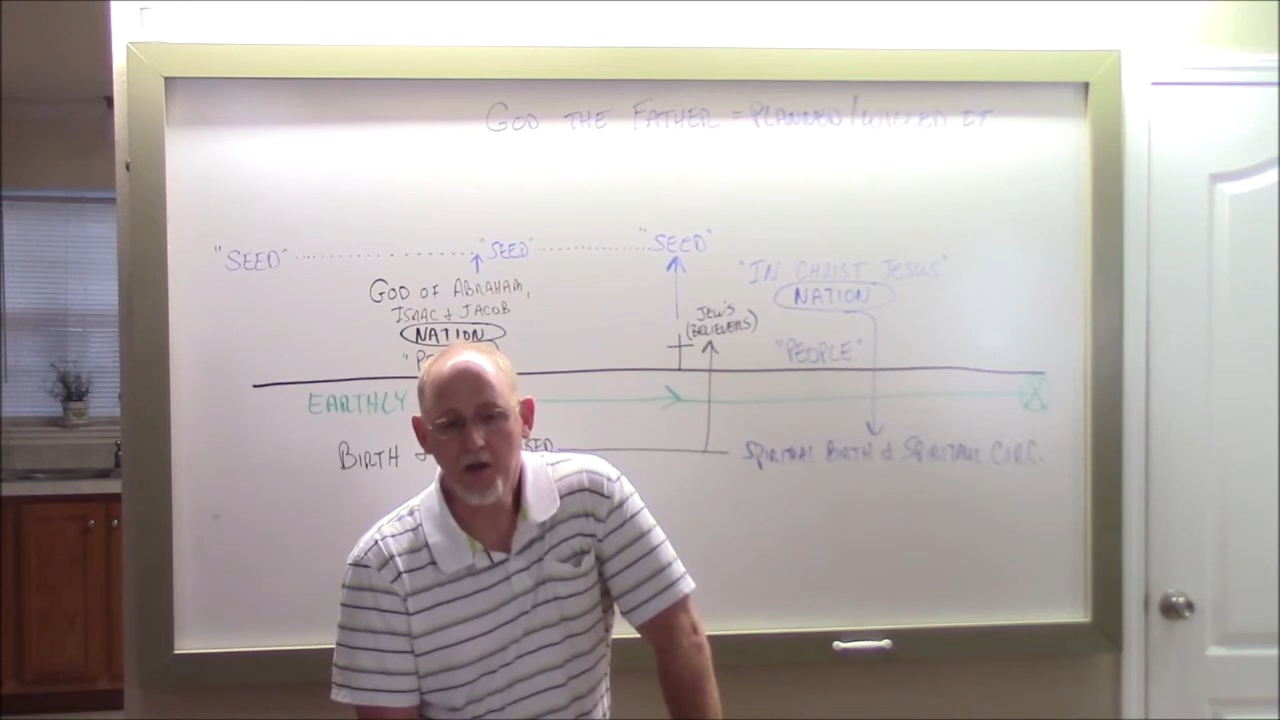 GOD THE FATHER = PLANNED/WILLED IT
"SEED" "SEED" "SEED"
GOD OF ABRAHAM,
ISAAC & JACOB
NATION
JEW'S
(BELIEVERS)
"IN CHRIST JESUS"
NATION
"PEOPLE"
EARTHLY
BIRTH &
SPIRITUAL BIRTH & SPIRITUAL CIRC.